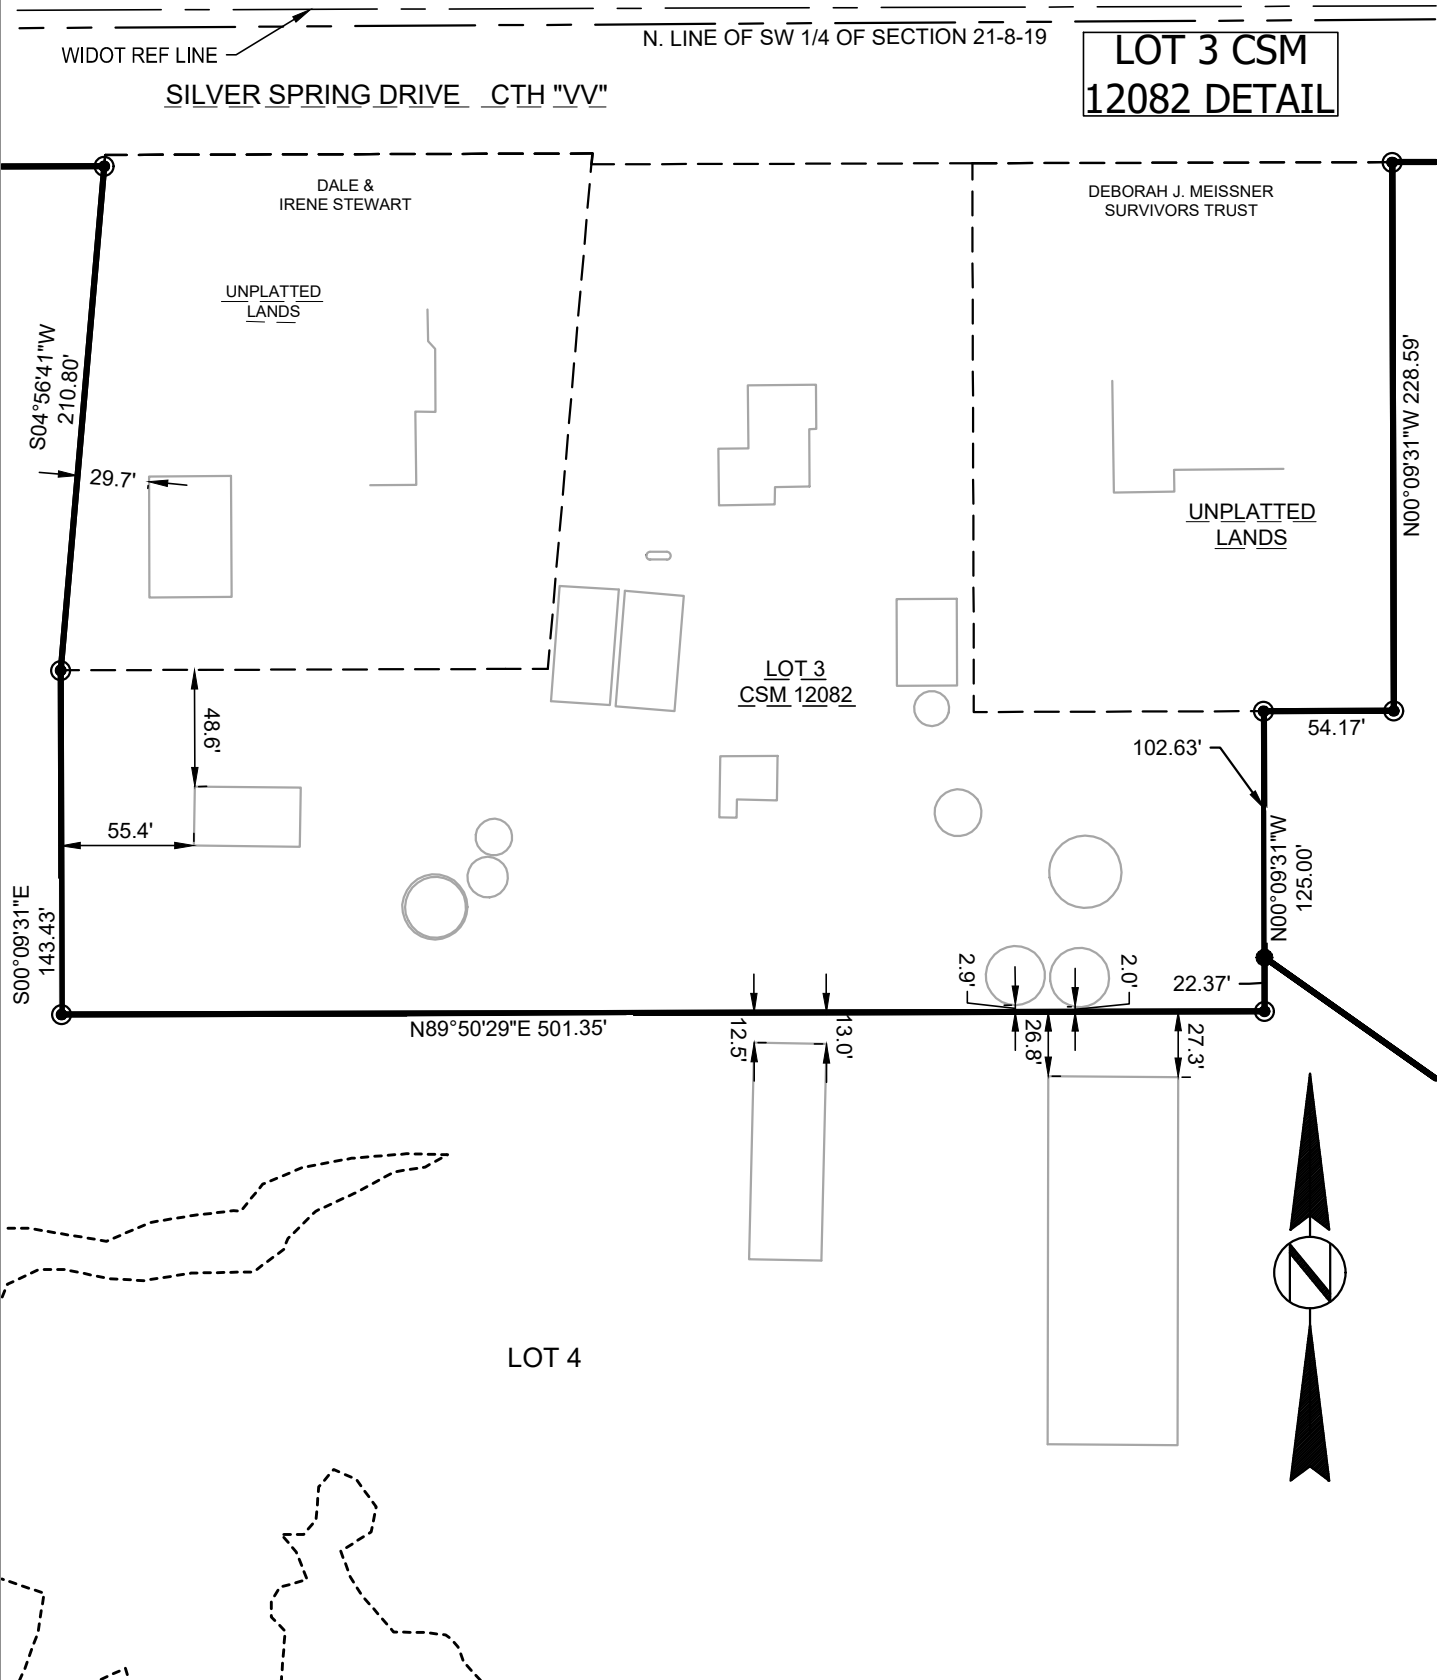 WIDOT REF LINE
N. LINE OF SW 1/4 OF SECTION 21-8-19
LOT 3 CSM
12082 DETAIL
SILVER SPRING DRIVE CTH "VV"
DALE &
IRENE STEWART
DEBORAH J. MEISSNER
SURVIVORS TRUST
UNPLATTED
LANDS
S04°56'41"W
210.80'
N00°09'31"W 228.59'
29.7'
UNPLATTED
LANDS
LOT 3
CSM 12082
48.6'
54.17'
102.63'
55.4'
N00°09'31"W
125.00'
S00°09'31"E
143.43'
2.9'
2.0'
22.37'
N89°50'29"E 501.35'
12.5'
13.0'
26.8'
27.3'
N
LOT 4